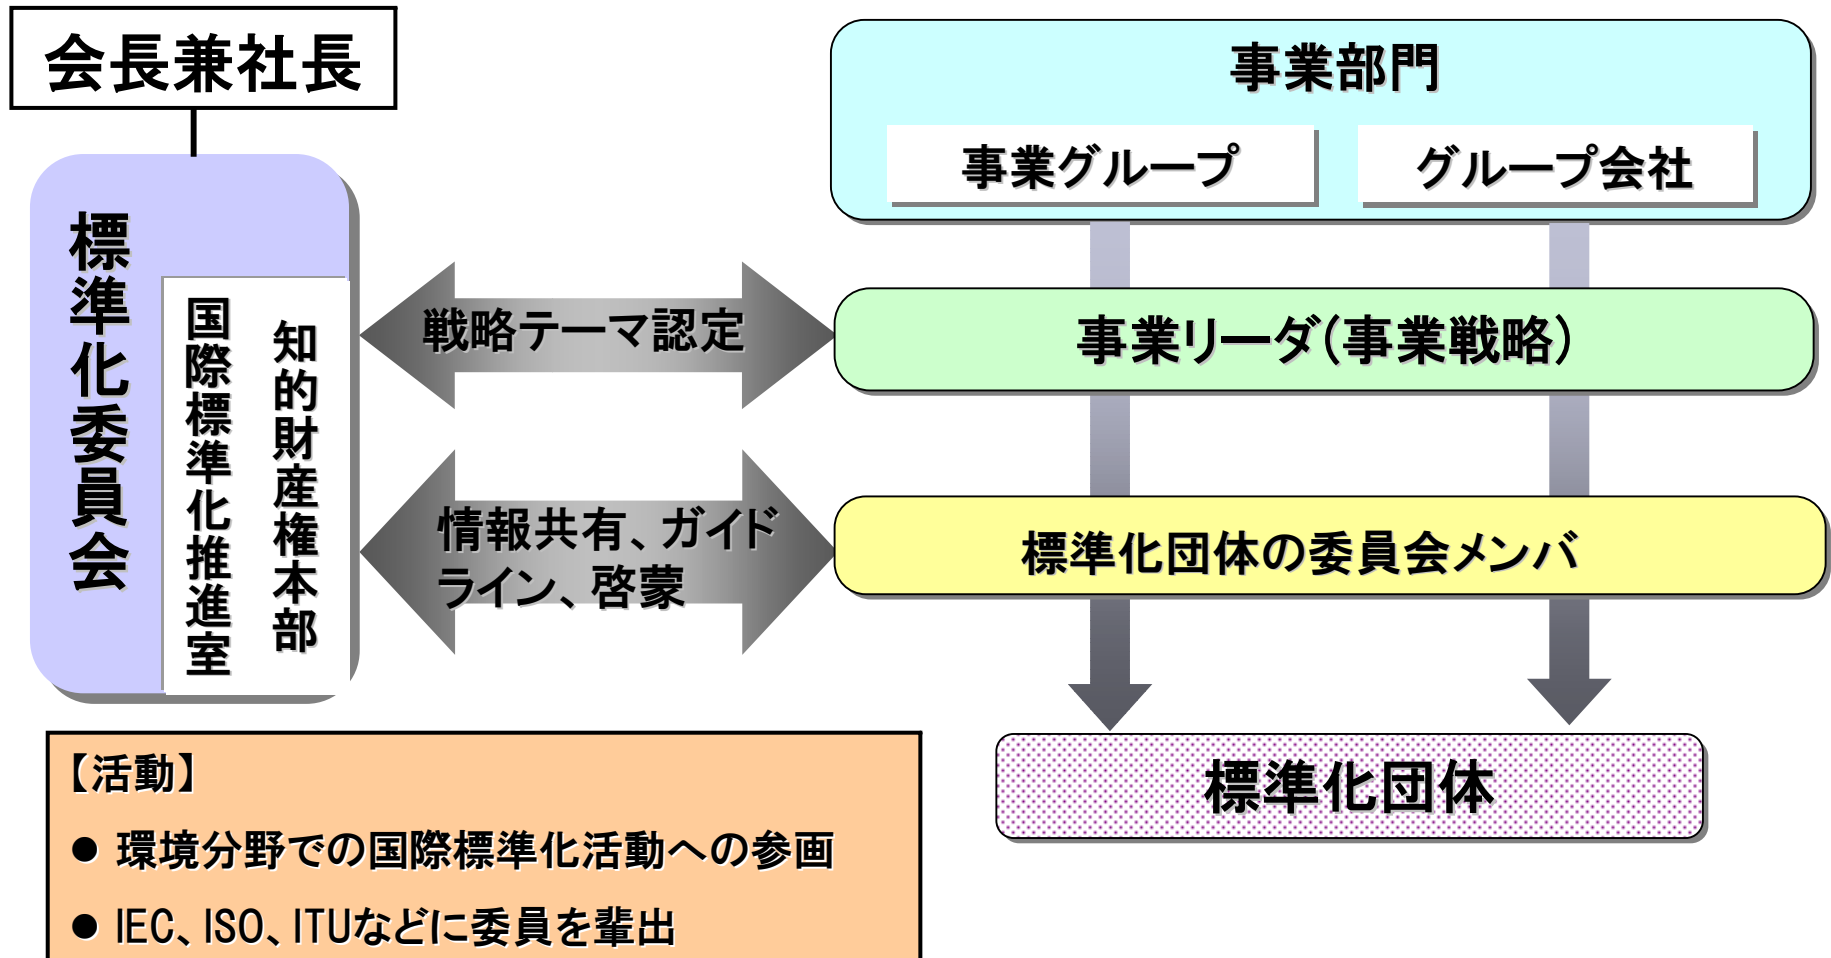 会長兼社長
標準化委員会
国際標準化推進室
知的財産権本部
戦略テーマ認定
情報共有、ガイド
ライン、啓蒙
事業部門
事業グループ
グループ会社
事業リーダ(事業戦略)
標準化団体の委員会メンバ
標準化団体
【活動】
● 環境分野での国際標準化活動への参画
● IEC、ISO、ITUなどに委員を輩出